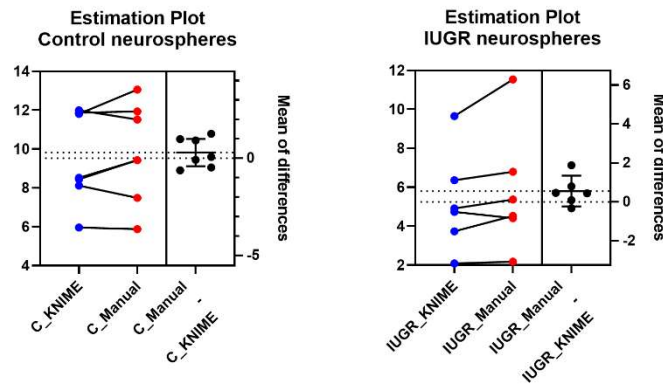 Estimation Plot
Control neurospheres
14
12
10
8
6
4
0
-5
Mean of differences
C_KNIME
C_Manual
C_Manual
-
C_KNIME
Estimation Plot
IUGR neurospheres
12
10
8
6
4
2
6
4
2
0
-2
Mean of differences
IUGR_KNIME
IUGR_Manual
IUGR_Manual
-
IUGR_KNIME